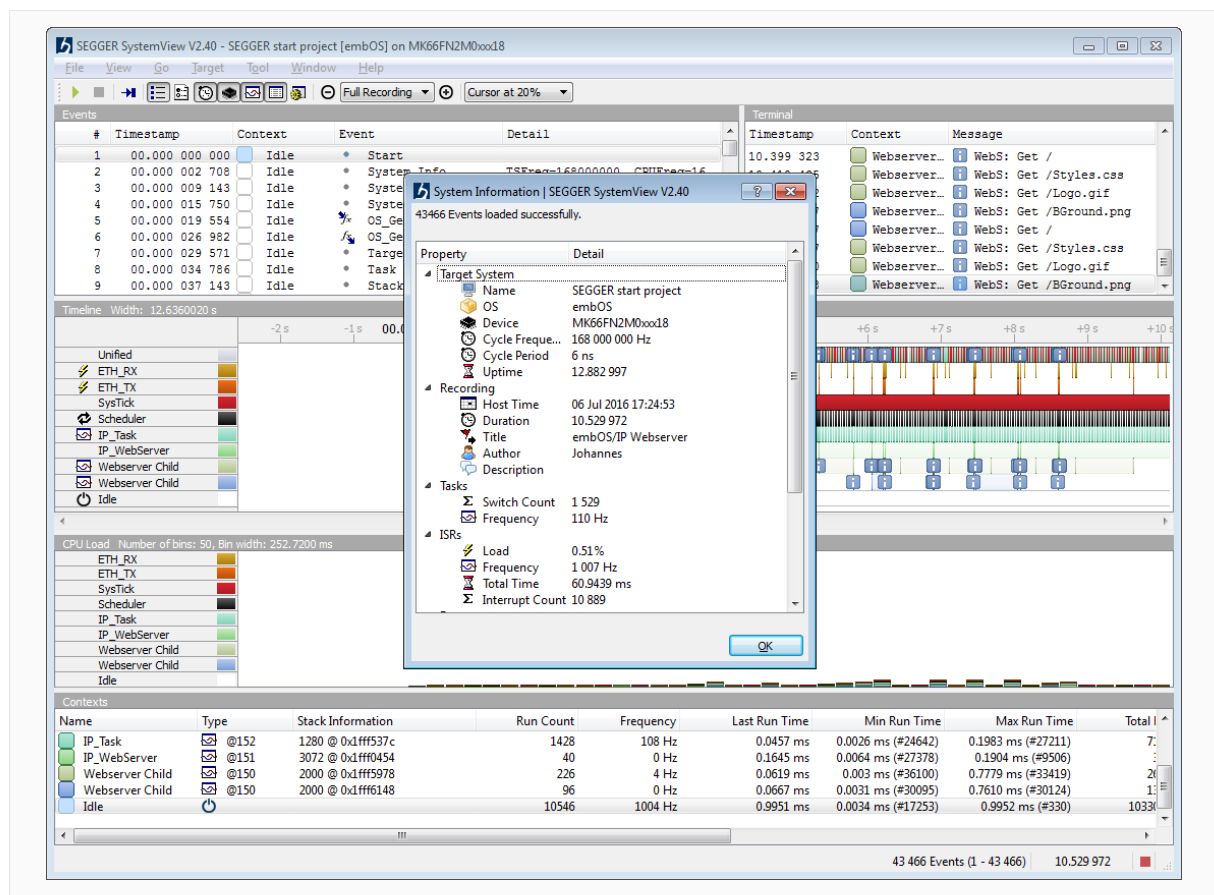 SEGGER SystemView V2.40 - SEGGER start project [embOS] on MK66FN2M0xxx18
File View Go Target Tool Window Help
Full Recording Cursor at 20%
Events
# Timestamp Context Event Detail
1 00.000 000 000 Idle Start
2 00.000 002 708 Idle System Info TSFreq=168000000, CPUFreq=16
3 00.000 009 143 Idle Syste
4 00.000 015 750 Idle Syste
5 00.000 019 554 Idle OS_Ge
6 00.000 026 982 Idle OS_Ge
7 00.000 029 571 Idle Targe
8 00.000 034 786 Idle Task
9 00.000 037 143 Idle Stack
Terminal
Timestamp Context Message
10.399 323 Webserver... WebS: Get /
Webserver... WebS: Get /Styles.css
Webserver... WebS: Get /Logo.gif
Webserver... WebS: Get /BGround.png
Webserver... WebS: Get /
Webserver... WebS: Get /Styles.css
Webserver... WebS: Get /Logo.gif
Webserver... WebS: Get /BGround.png
System Information | SEGGER SystemView V2.40
43466 Events loaded successfully.
Property Detail
Target System
Name SEGGER start project
OS embOS
Device MK66FN2M0xxx18
Cycle Freque... 168 000 000 Hz
Cycle Period 6 ns
Uptime 12.882 997
Recording
Host Time 06 Jul 2016 17:24:53
Duration 10.529 972
Title embOS/IP Webserver
Author Johannes
Description
Tasks
Switch Count 1 529
Frequency 110 Hz
ISRs
Load 0.51%
Frequency 1 007 Hz
Total Time 60.9439 ms
Interrupt Count 10 889
OK
Timeline Width: 12.6360020 s
-2 s -1 s 00.0 +6 s +7 s +8 s +9 s +10 s
Unified
ETH_RX
ETH_TX
SysTick
Scheduler
IP_Task
IP_WebServer
Webserver Child
Webserver Child
Idle
CPU Load Number of bins: 50, Bin width: 252.7200 ms
ETH_RX
ETH_TX
SysTick
Scheduler
IP_Task
IP_WebServer
Webserver Child
Webserver Child
Idle
Contexts
Name Type Stack Information Run Count Frequency Last Run Time Min Run Time Max Run Time Total
IP_Task @152 1280 @ 0x1fff537c 1428 108 Hz 0.0457 ms 0.0026 ms (#24642) 0.1983 ms (#27211)
IP_WebServer @151 3072 @ 0x1fff0454 40 0 Hz 0.1645 ms 0.0064 ms (#27378) 0.1904 ms (#9506)
Webserver Child @150 2000 @ 0x1fff5978 226 4 Hz 0.0619 ms 0.003 ms (#36100) 0.7779 ms (#33419)
Webserver Child @150 2000 @ 0x1fff6148 96 0 Hz 0.0667 ms 0.0031 ms (#30095) 0.7610 ms (#30124)
Idle 10546 1004 Hz 0.9951 ms 0.0034 ms (#17253) 0.9952 ms (#330) 1033
43 466 Events (1 - 43 466) 10.529 972